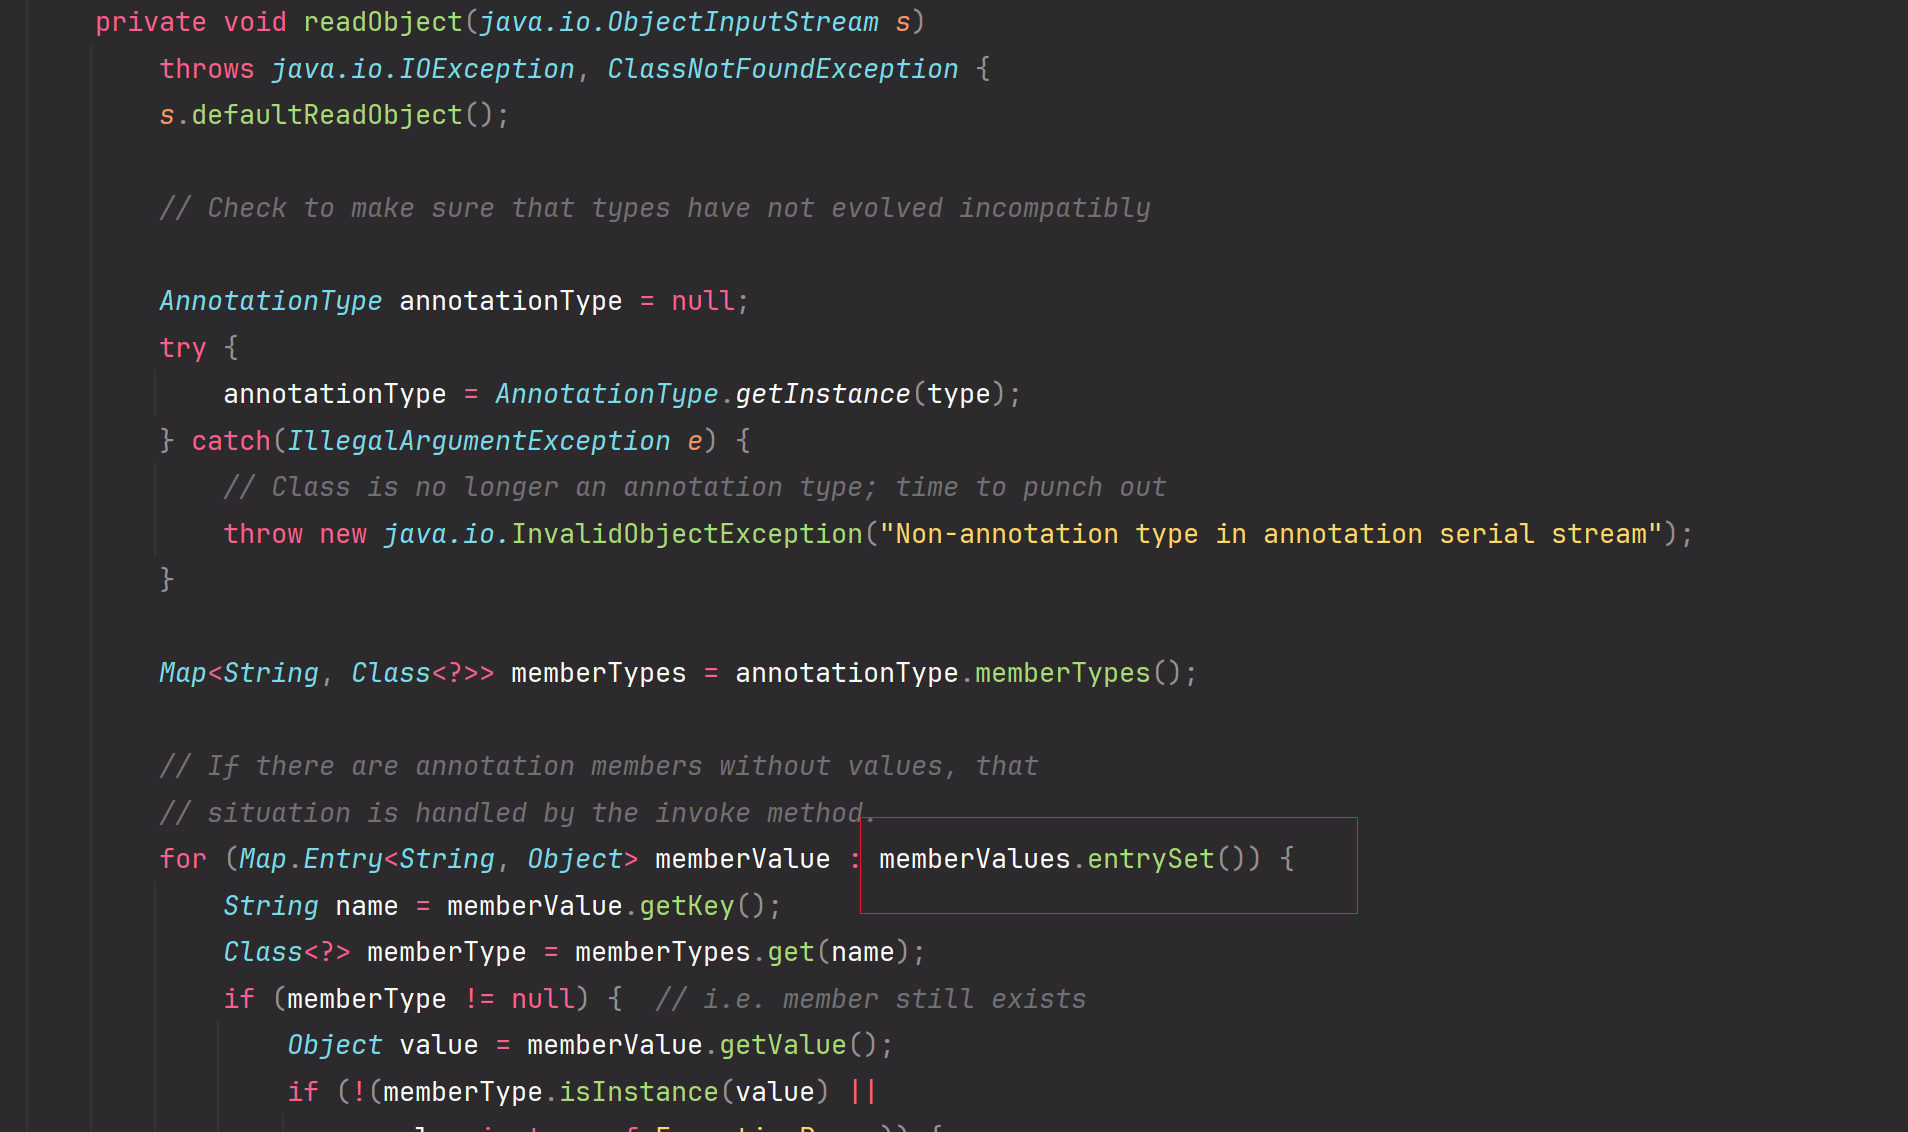 private void readObject(java.io.ObjectInputStream s)
throws java.io.IOException, ClassNotFoundException {
s.defaultReadObject();
// Check to make sure that types have not evolved incompatibly
AnnotationType annotationType = null;
try {
annotationType = AnnotationType.getInstance(type);
} catch(IllegalArgumentException e) {
// Class is no longer an annotation type; time to punch out
throw new java.io.InvalidObjectException("Non-annotation type in annotation serial stream");
}
Map<String, Class<?>> memberTypes = annotationType.memberTypes();
// If there are annotation members without values, that
// situation is handled by the invoke method.
for (Map.Entry<String, Object> memberValue : memberValues.entrySet()) {
String name = memberValue.getKey();
Class<?> memberType = memberTypes.get(name);
if (memberType != null) {  // i.e. member still exists
Object value = memberValue.getValue();
if (!(memberType.isInstance(value) ||